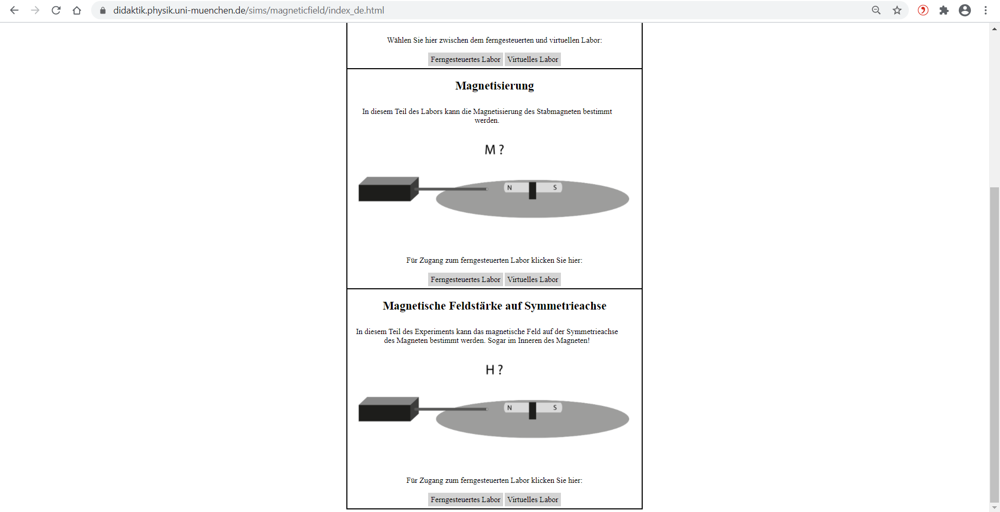 didaktik.physik.uni-muenchen.de/sims/magneticfield/index_de.html
Wählen Sie hier zwischen dem ferngesteuerten und virtuellen Labor:
Ferngesteuertes Labor Virtuelles Labor
Magnetisierung
In diesem Teil des Labors kann die Magnetisierung des Stabmagneten bestimmt
werden.
M ?
N S
Für Zugang zum ferngesteuerten Labor klicken Sie hier:
Ferngesteuertes Labor Virtuelles Labor
Magnetische Feldstärke auf Symmetrieachse
In diesem Teil des Experiments kann das magnetische Feld auf der Symmetrieachse
des Magneten bestimmt werden. Sogar im Inneren des Magneten!
H ?
N S
Für Zugang zum ferngesteuerten Labor klicken Sie hier:
Ferngesteuertes Labor Virtuelles Labor